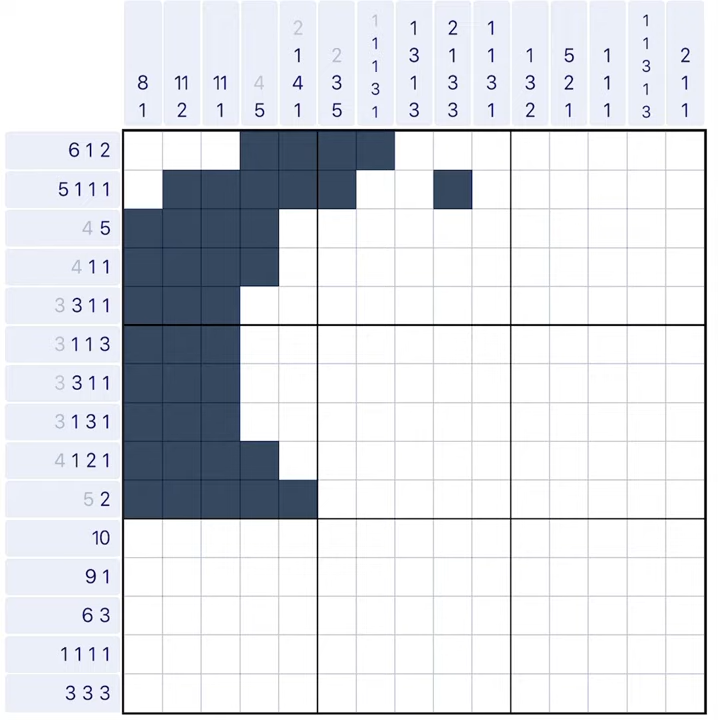 8 1
11 2
11 1
4 5
2 1 4 1
2 3 5
1 1 1 3 1
1 3 1 3
2 1 3 3
1 1 3 1
1 3 2
5 2 1
1 1 1
1 1 3 1 3
2 1 1
6 1 2
5 1 1 1
4 5
4 1 1
3 3 1 1
3 1 1 3
3 3 1 1
3 1 3 1
4 1 2 1
5 2
10
9 1
6 3
1 1 1 1
3 3 3